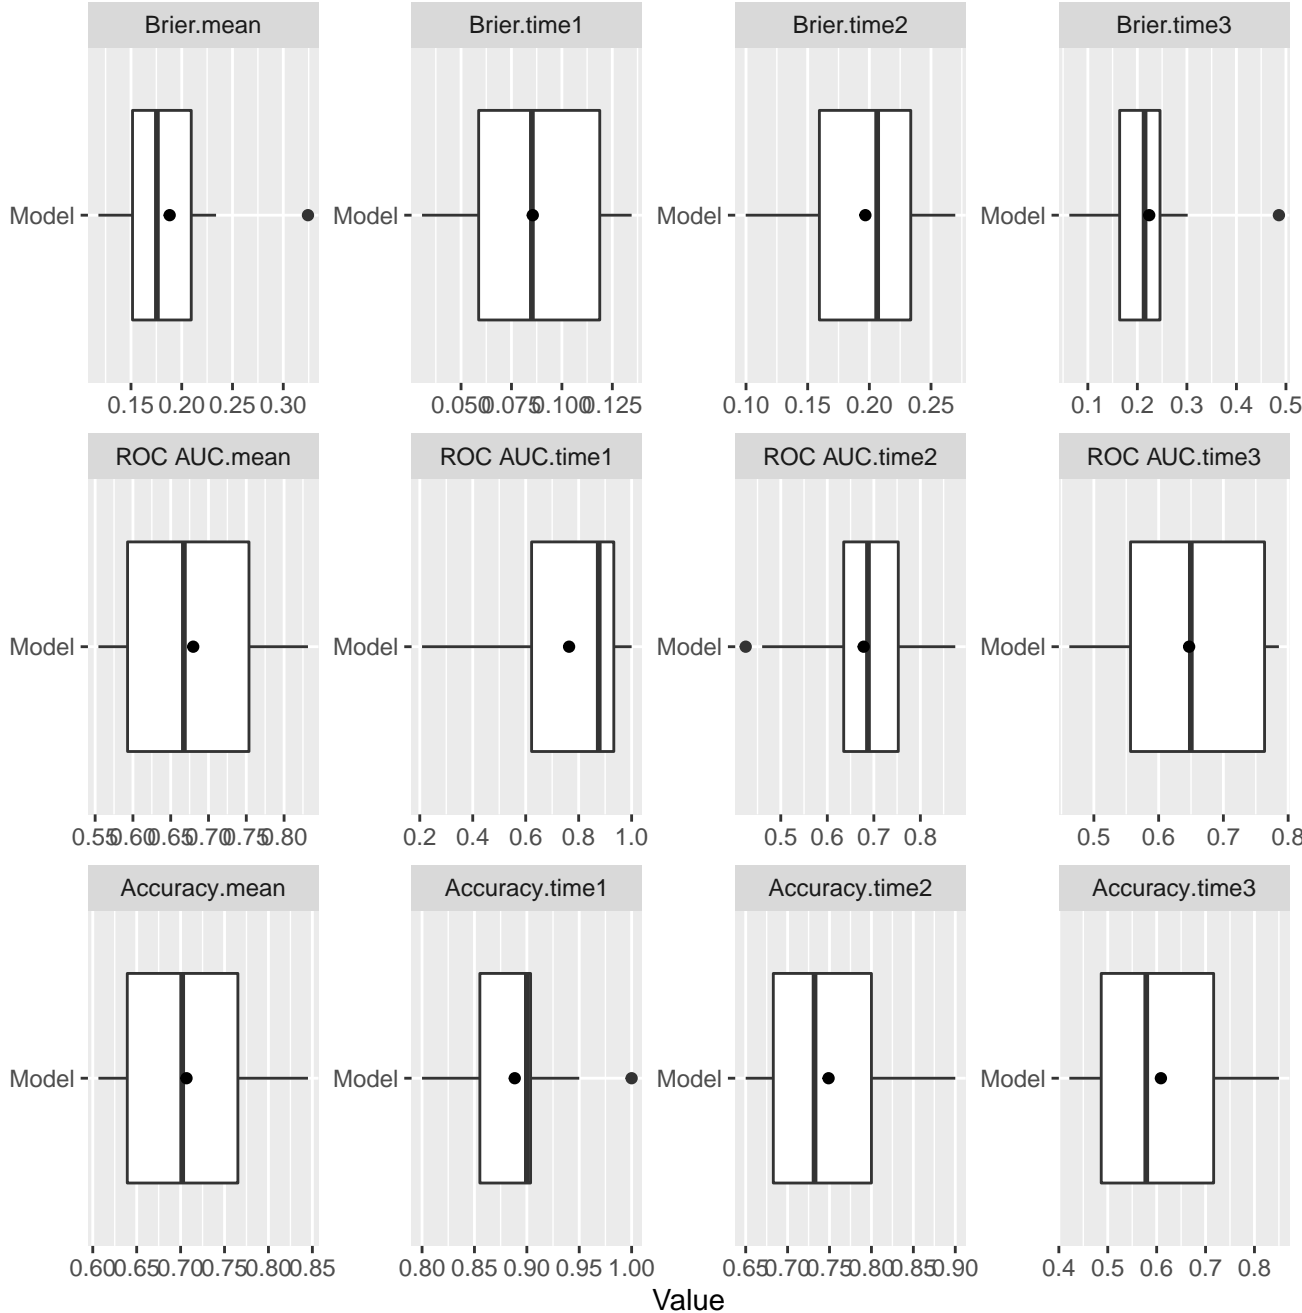 Brier.mean Brier.time1 Brier.time2 Brier.time3
Model Model Model Model
0.15 0.20 0.25 0.30 0.050 0.075 0.100 0.125 0.10 0.15 0.20 0.25 0.1 0.2 0.3 0.4 0.5
ROC AUC.mean ROC AUC.time1 ROC AUC.time2 ROC AUC.time3
Model Model Model Model
0.55 0.60 0.65 0.70 0.75 0.80 0.2 0.4 0.6 0.8 1.0 0.5 0.6 0.7 0.8 0.5 0.6 0.7 0.8
Accuracy.mean Accuracy.time1 Accuracy.time2 Accuracy.time3
Model Model Model Model
0.60 0.65 0.70 0.75 0.80 0.85 0.80 0.85 0.90 0.95 1.00 0.65 0.70 0.75 0.80 0.85 0.90 0.4 0.5 0.6 0.7 0.8
Value